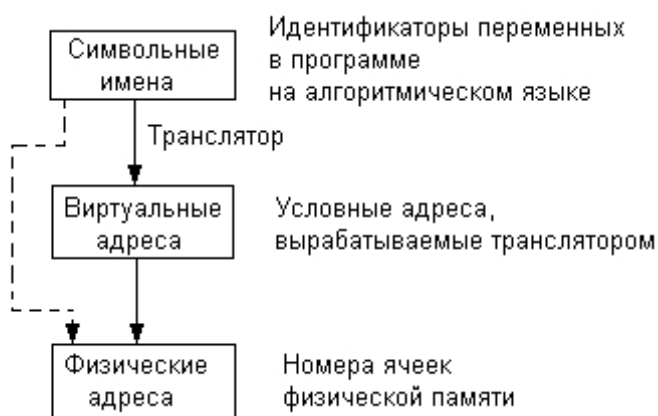 Символьные
имена
Идентификаторы переменных
в программе
на алгоритмическом языке
Транслятор
Виртуальные
адреса
Условные адреса,
вырабатываемые транслятором
Физические
адреса
Номера ячеек
физической памяти